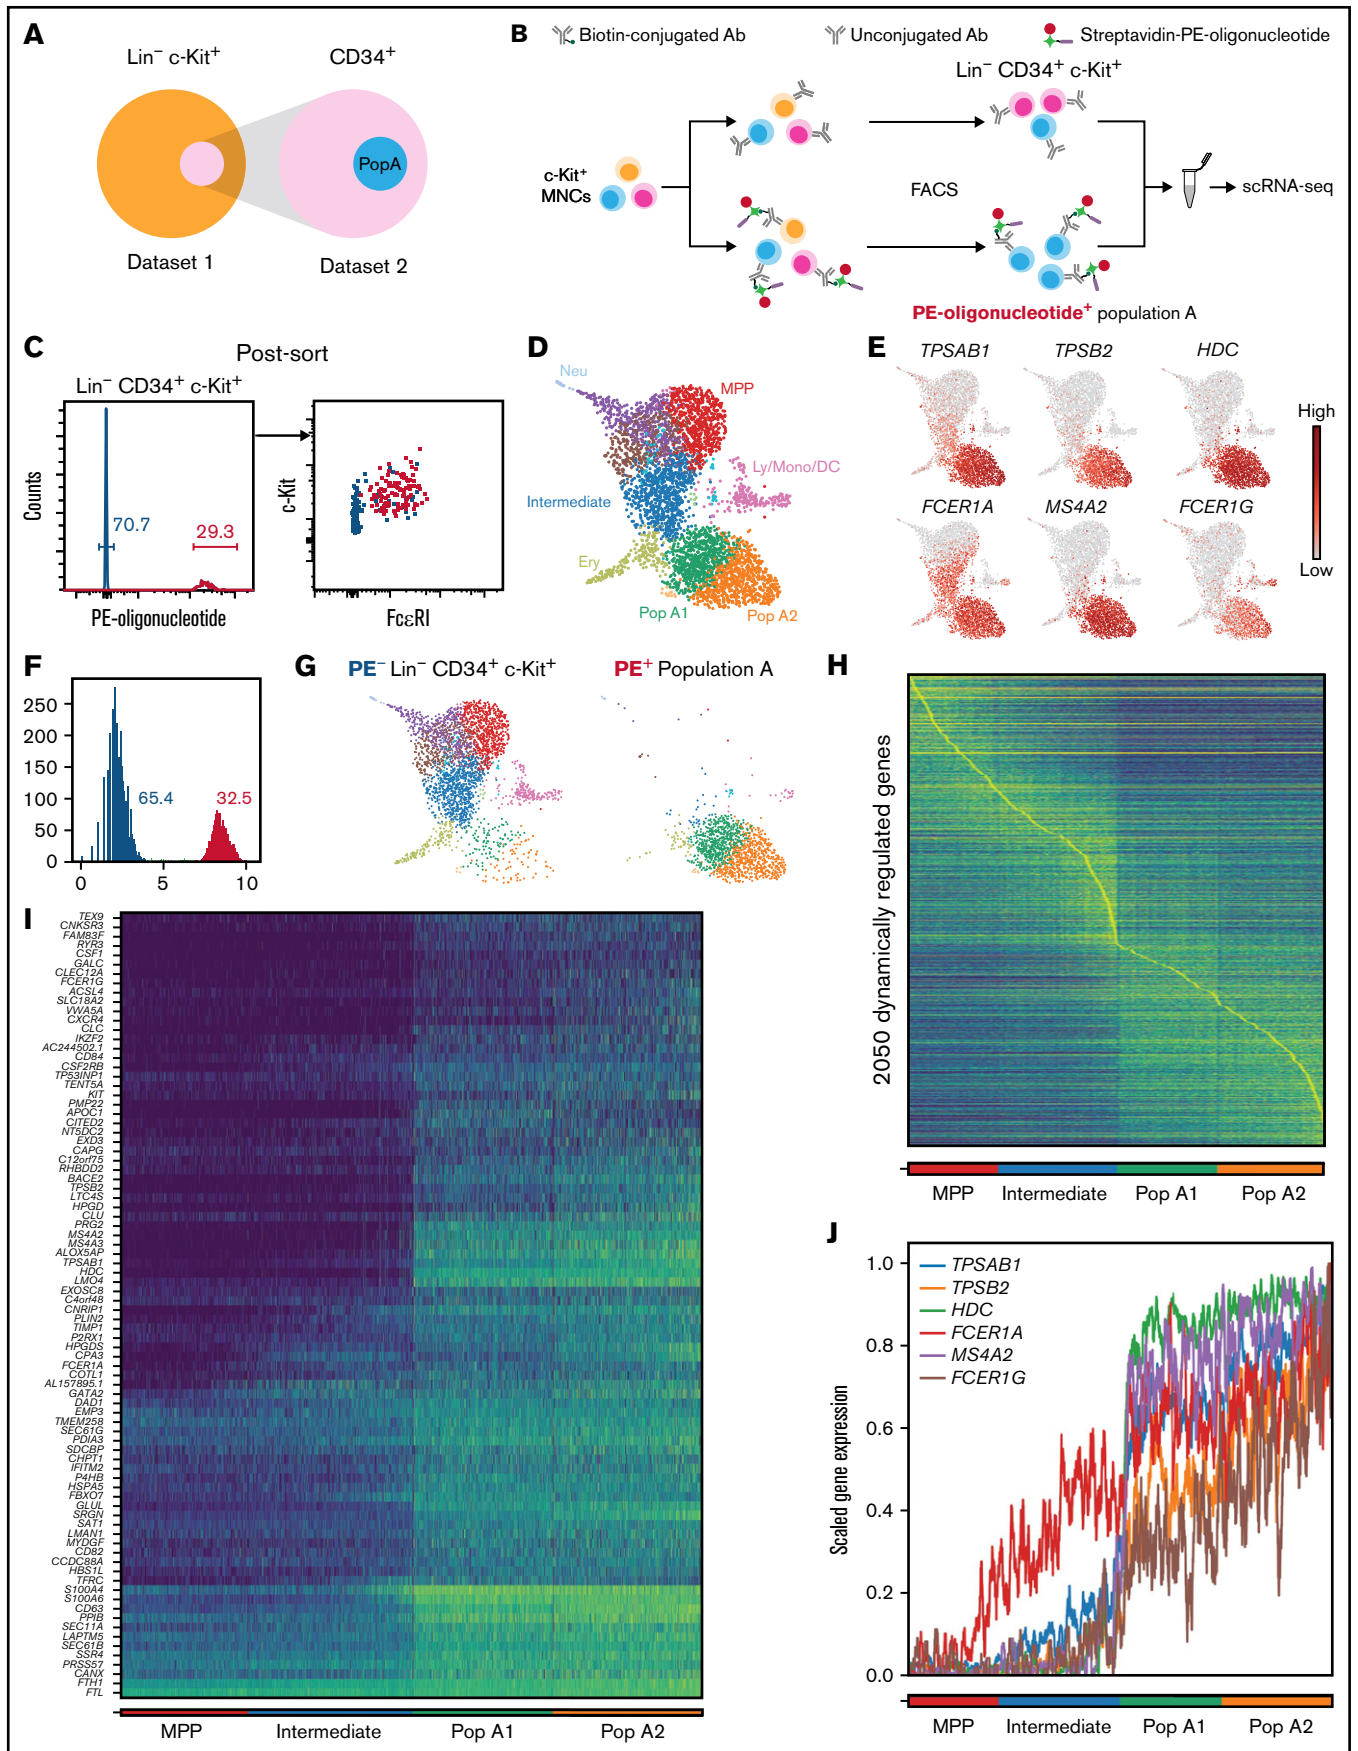 A
Lin− c-Kit+
CD34+
PopA
Dataset 1
Dataset 2
B
Biotin-conjugated Ab
Unconjugated Ab
Streptavidin-PE-oligonucleotide
Lin− CD34+ c-Kit+
c-Kit+
MNCs
FACS
scRNA-seq
PE-oligonucleotide+ population A
C
Post-sort
Lin− CD34+ c-Kit+
Counts
70.7
29.3
PE-oligonucleotide
c-Kit
FcεRI
D
Neu
MPP
Ly/Mono/DC
Intermediate
Ery
Pop A1
Pop A2
E
TPSAB1
TPSB2
HDC
FCER1A
MS4A2
FCER1G
High
Low
F
250
200
150
100
50
0
65.4
32.5
0
5
10
G
PE− Lin− CD34+ c-Kit+
PE+ Population A
H
2050 dynamically regulated genes
MPP
Intermediate
Pop A1
Pop A2
I
TEX9
CNKSR3
FAM83F
RYR3
CSF1
GALC
CLEC12A
FCER1G
ACSL4
SLC18A2
VWA5A
CXCR4
CLC
IKZF2
AC244502.1
CD84
CSF2RB
TP53INP1
TENT5A
KIT
PMP22
APOC1
CITED2
NT5DC2
EXD3
CAPG
C12orf75
RHBDD2
BACE2
TPSB2
LTC4S
HPGD
CLU
PRG2
MS4A2
MS4A3
ALOX5AP
TPSAB1
HDC
LMO4
EXOSC8
C4orf48
CNRIP1
PLIN2
TIMP1
P2RX1
HPGDS
CPA3
FCER1A
COTL1
AL157895.1
GATA2
DAD1
EMP3
TMEM258
SEC61G
PDIA3
SDCBP
CHPT1
IFITM2
P4HB
HSPA5
FBXO7
GLUL
SRGN
SAT1
LMAN1
MYDGF
CD82
CCDC88A
HBS1L
TFRC
S100A4
S100A6
CD63
PPIB
SEC11A
LAPTM5
SEC61B
SSR4
PRSS57
CANX
FTH1
FTL
MPP
Intermediate
Pop A1
Pop A2
J
Scaled gene expression
1.0
0.8
0.6
0.4
0.2
0.0
TPSAB1
TPSB2
HDC
FCER1A
MS4A2
FCER1G
MPP
Intermediate
Pop A1
Pop A2